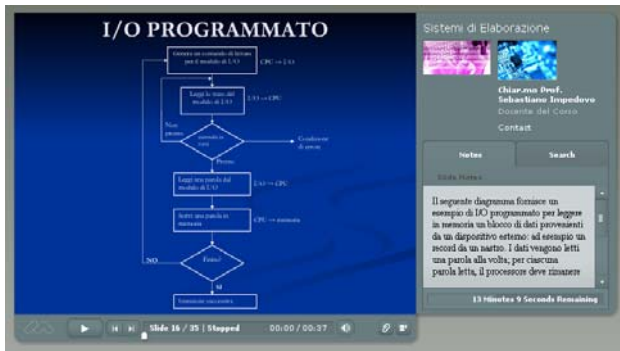 I/O PROGRAMMATO
Genera un comando di lettura
per il modulo di I/O
CPU → I/O
Leggi lo stato del
modulo di I/O
I/O → CPU
Non
pronto
Condizione
di errore
Pronto
Leggi una parola dal
modulo di I/O
I/O → CPU
Scrivi una parola in
memoria
CPU → memoria
NO
Finito?
SI
Istruzione successiva
Sistemi di Elaborazione
Chiar.mo Prof.
Sebastiano Impedovo
Docente del Corso
Contact
Notes
Search
Slide Notes
Il seguente diagramma fornisce un
esempio di I/O programmato per leggere
in memoria un blocco di dati provenienti
da un dispositivo esterno: ad esempio un
record da un nastro. I dati vengono letti
una parola alla volta; per ciascuna
parola letta, il processore deve rimanere
13 Minutes 9 Seconds Remaining
Slide 16 / 35 | Stopped
00:00 / 00:37